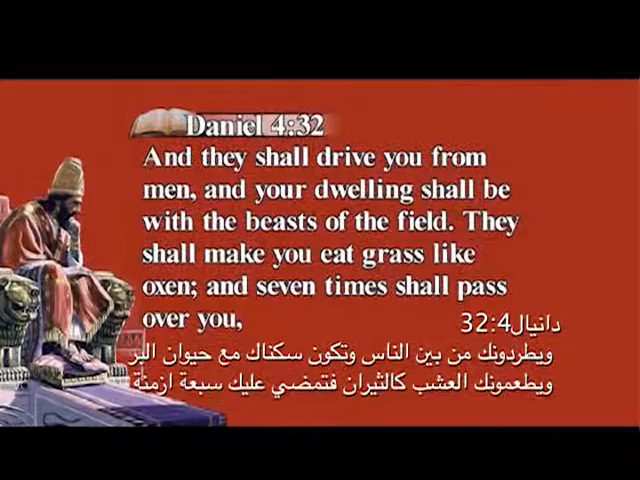 Daniel 4:32
And they shall drive you from
men, and your dwelling shall be
with the beasts of the field. They
shall make you eat grass like
oxen; and seven times shall pass
over you,
دانيال32:4
ويطردونك من بين الناس وتكون سكناك مع حيوان البر
ويطعمونك العشب كالثيران فتمضي عليك سبعة ازمنة